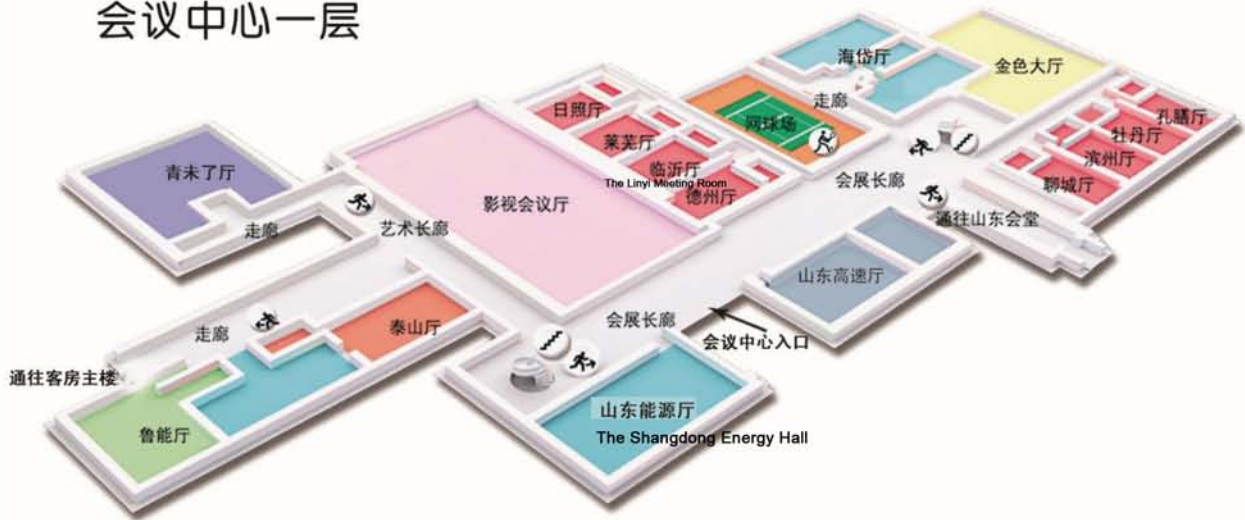 会议中心一层
海岱厅
金色大厅
走廊
日照厅
网球场
孔膳厅
莱芜厅
牡丹厅
临沂厅
滨州厅
The Linyi Meeting Room
青未了厅
会展长廊
聊城厅
德州厅
影视会议厅
通往山东会堂
走廊
艺术长廊
山东高速厅
会展长廊
走廊
泰山厅
会议中心入口
通往客房主楼
山东能源厅
鲁能厅
The Shangdong Energy Hall